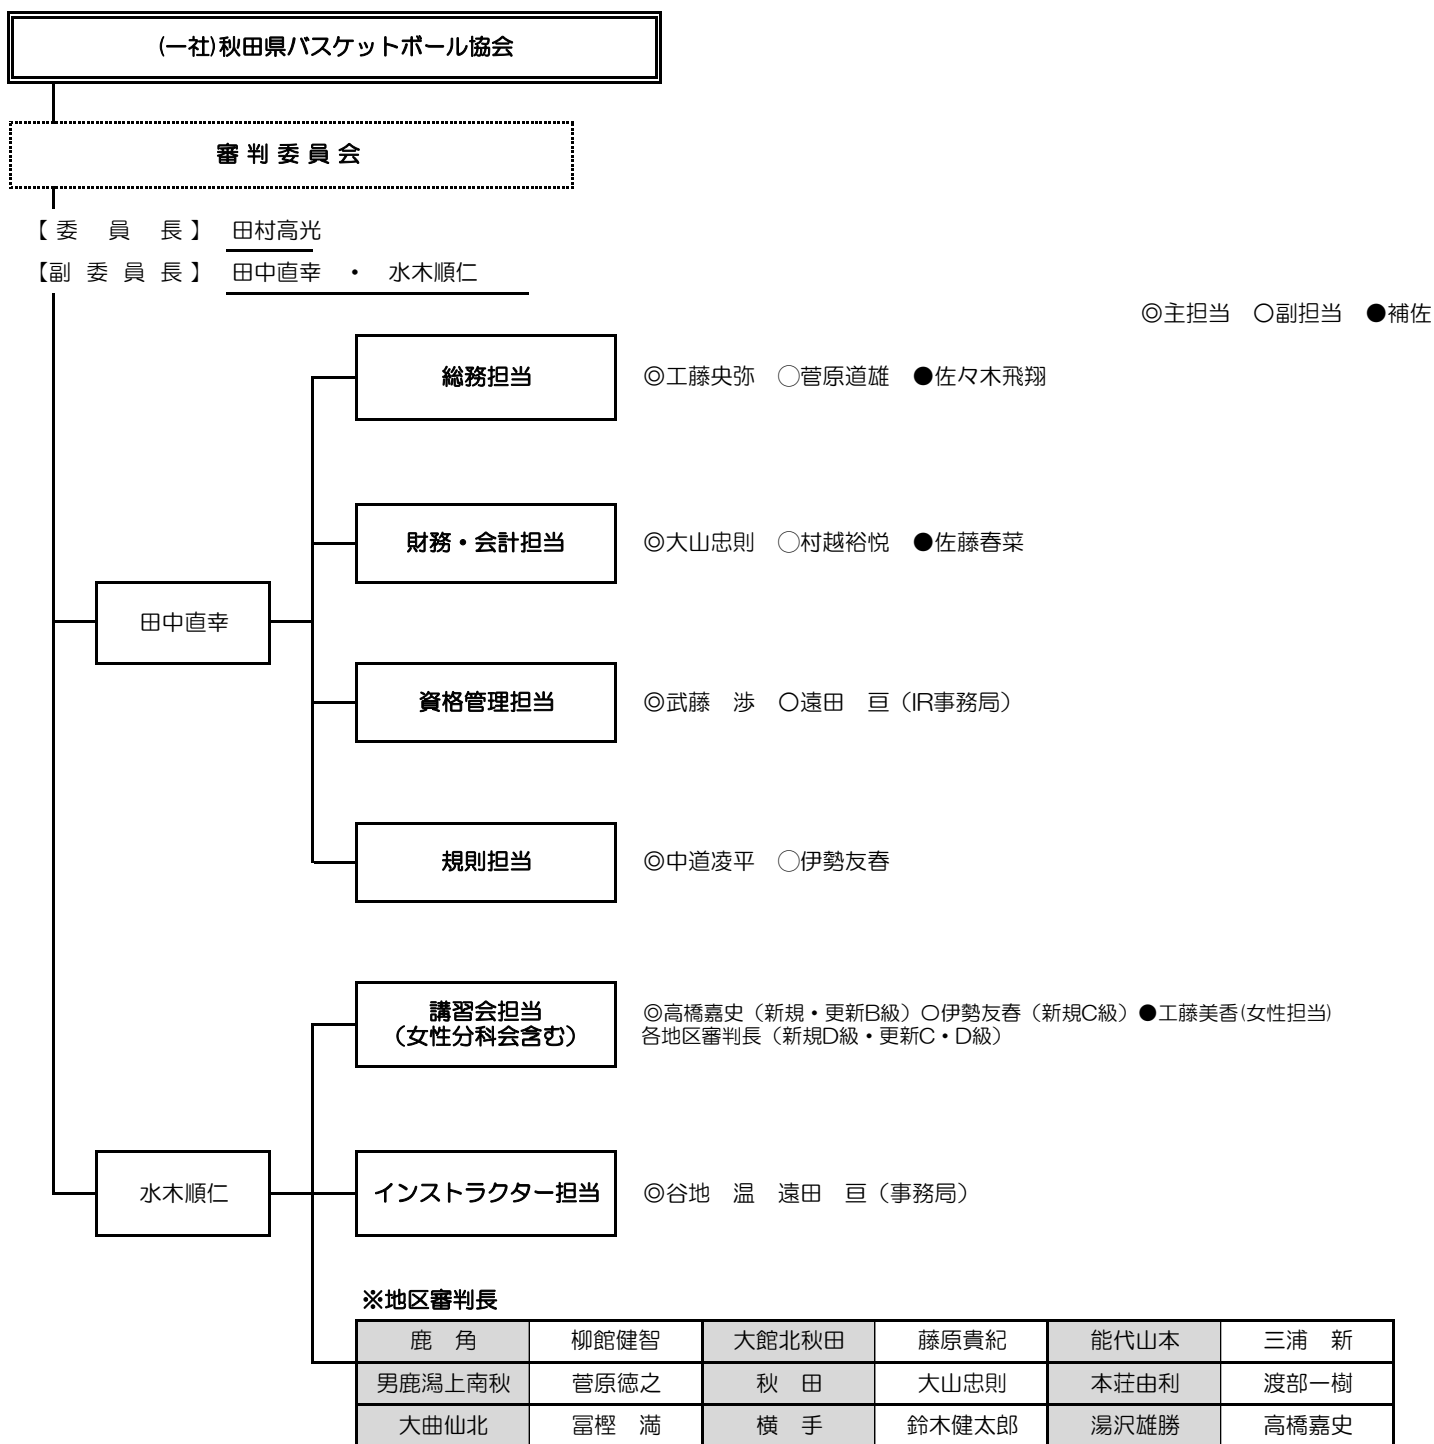 (一社)秋田県バスケットボール協会
審 判 委 員 会
【 委　員　長 】　田村高光
【副 委 員 長 】　田中直幸　・　水木順仁
◎主担当　〇副担当　●補佐
総務担当　◎工藤央弥　◯菅原道雄　●佐々木飛翔
財務・会計担当　◎大山忠則　◯村越裕悦　●佐藤春菜
田中直幸
資格管理担当　◎武藤　渉　〇遠田　亘（IR事務局）
規則担当　◎中道凌平　◯伊勢友春
講習会担当　◎高橋嘉史（新規・更新B級）〇伊勢友春（新規C級）●工藤美香(女性担当)
（女性分科会含む）　各地区審判長（新規D級・更新C・D級）
水木順仁　インストラクター担当　◎谷地　温　遠田　亘（事務局）
※地区審判長
鹿　角　柳館健智　大館北秋田　藤原貴紀　能代山本　三浦　新
男鹿潟上南秋　菅原徳之　秋　田　大山忠則　本荘由利　渡部一樹
大曲仙北　冨樫　満　横　手　鈴木健太郎　湯沢雄勝　高橋嘉史